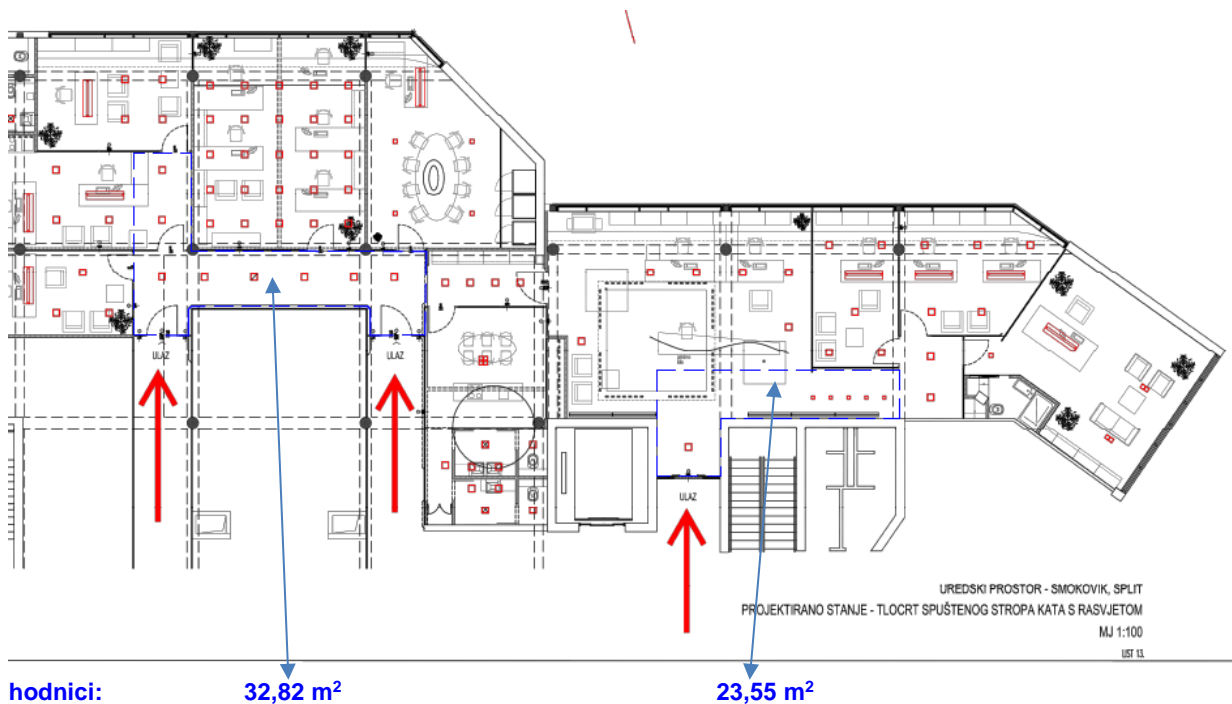 ULAZ
ULAZ
ULAZ
UREDSKI PROSTOR - SMOKOVIK, SPLIT
PROJEKTIRANO STANJE - TLOCRT SPUŠTENOG STROPA KATA S RASVJETOM
MJ 1:100
LIST 13.
hodnici: 32,82 m² 23,55 m²